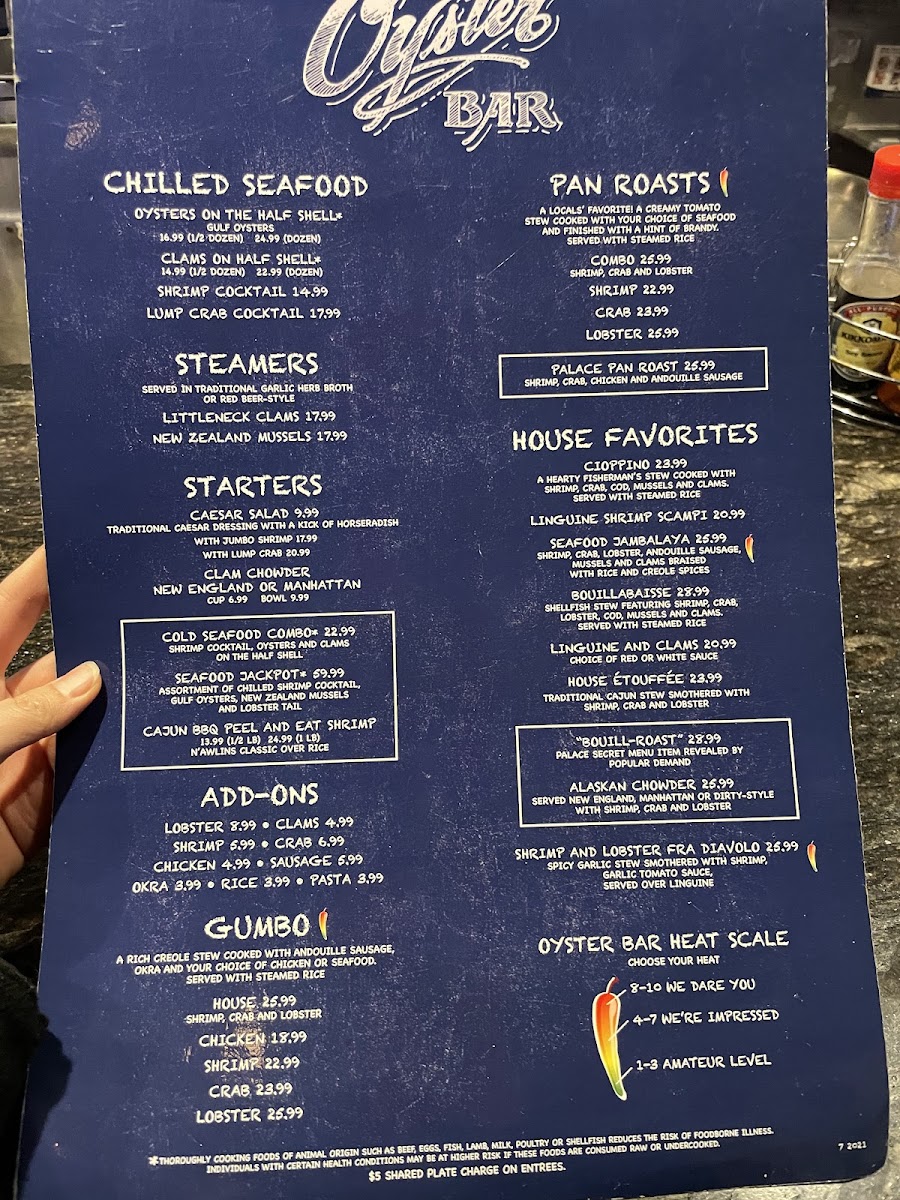 Oyster
BAR
CHILLED SEAFOOD
OYSTERS ON THE HALF SHELL*
GULF OYSTERS
16.99 (1/2 DOZEN) 24.99 (DOZEN)
CLAMS ON HALF SHELL*
14.99 (1/2 DOZEN) 22.99 (DOZEN)
SHRIMP COCKTAIL 14.99
LUMP CRAB COCKTAIL 17.99
STEAMERS
SERVED IN TRADITIONAL GARLIC HERB BROTH
OR RED BEER-STYLE
LITTLENECK CLAMS 17.99
NEW ZEALAND MUSSELS 17.99
STARTERS
CAESAR SALAD 9.99
TRADITIONAL CAESAR DRESSING WITH A KICK OF HORSERADISH
WITH JUMBO SHRIMP 17.99
WITH LUMP CRAB 20.99
CLAM CHOWDER
NEW ENGLAND OR MANHATTAN
CUP 6.99 BOWL 9.99
COLD SEAFOOD COMBO* 22.99
SHRIMP COCKTAIL, OYSTERS AND CLAMS
ON THE HALF SHELL
SEAFOOD JACKPOT* 59.99
ASSORTMENT OF CHILLED SHRIMP COCKTAIL,
GULF OYSTERS, NEW ZEALAND MUSSELS
AND LOBSTER TAIL
CAJUN BBQ PEEL AND EAT SHRIMP
13.99 (1/2 LB) 24.99 (1 LB)
N'AWLINS CLASSIC OVER RICE
ADD-ONS
LOBSTER 8.99 • CLAMS 4.99
SHRIMP 5.99 • CRAB 6.99
CHICKEN 4.99 • SAUSAGE 5.99
OKRA 3.99 • RICE 3.99 • PASTA 3.99
GUMBO
A RICH CREOLE STEW COOKED WITH ANDOUILLE SAUSAGE,
OKRA AND YOUR CHOICE OF CHICKEN OR SEAFOOD.
SERVED WITH STEAMED RICE
HOUSE 25.99
SHRIMP, CRAB AND LOBSTER
CHICKEN 18.99
SHRIMP 22.99
CRAB 23.99
LOBSTER 25.99
PAN ROASTS
A LOCALS' FAVORITE! A CREAMY TOMATO
STEW COOKED WITH YOUR CHOICE OF SEAFOOD
AND FINISHED WITH A HINT OF BRANDY.
SERVED WITH STEAMED RICE
COMBO 25.99
SHRIMP, CRAB AND LOBSTER
SHRIMP 22.99
CRAB 23.99
LOBSTER 25.99
PALACE PAN ROAST 25.99
SHRIMP, CRAB, CHICKEN AND ANDOUILLE SAUSAGE
HOUSE FAVORITES
CIOPPINO 23.99
A HEARTY FISHERMAN'S STEW COOKED WITH
SHRIMP, CRAB, COD, MUSSELS AND CLAMS.
SERVED WITH STEAMED RICE
LINGUINE SHRIMP SCAMPI 20.99
SEAFOOD JAMBALAYA 25.99
SHRIMP, CRAB, LOBSTER, ANDOUILLE SAUSAGE,
MUSSELS AND CLAMS BRAISED
WITH RICE AND CREOLE SPICES
BOUILLABAISSE 28.99
SHELLFISH STEW FEATURING SHRIMP, CRAB,
LOBSTER, COD, MUSSELS AND CLAMS.
SERVED WITH STEAMED RICE
LINGUINE AND CLAMS 20.99
CHOICE OF RED OR WHITE SAUCE
HOUSE ÉTOUFFÉE 23.99
TRADITIONAL CAJUN STEW SMOTHERED WITH
SHRIMP, CRAB AND LOBSTER
"BOUILL-ROAST" 28.99
PALACE SECRET MENU ITEM REVEALED BY
POPULAR DEMAND
ALASKAN CHOWDER 25.99
SERVED NEW ENGLAND, MANHATTAN OR DIRTY-STYLE
WITH SHRIMP, CRAB AND LOBSTER
SHRIMP AND LOBSTER FRA DIAVOLO 25.99
SPICY GARLIC STEW SMOTHERED WITH SHRIMP,
GARLIC TOMATO SAUCE,
SERVED OVER LINGUINE
OYSTER BAR HEAT SCALE
CHOOSE YOUR HEAT
8-10 WE DARE YOU
4-7 WE'RE IMPRESSED
1-3 AMATEUR LEVEL
*THOROUGHLY COOKING FOODS OF ANIMAL ORIGIN SUCH AS BEEF, EGGS, FISH, LAMB, MILK, POULTRY OR SHELLFISH REDUCES THE RISK OF FOODBORNE ILLNESS.
INDIVIDUALS WITH CERTAIN HEALTH CONDITIONS MAY BE AT HIGHER RISK IF THESE FOODS ARE CONSUMED RAW OR UNDERCOOKED.
$5 SHARED PLATE CHARGE ON ENTREES.
7 2021
ALL-PURPOSE
KIKKOM
Soy Sauce